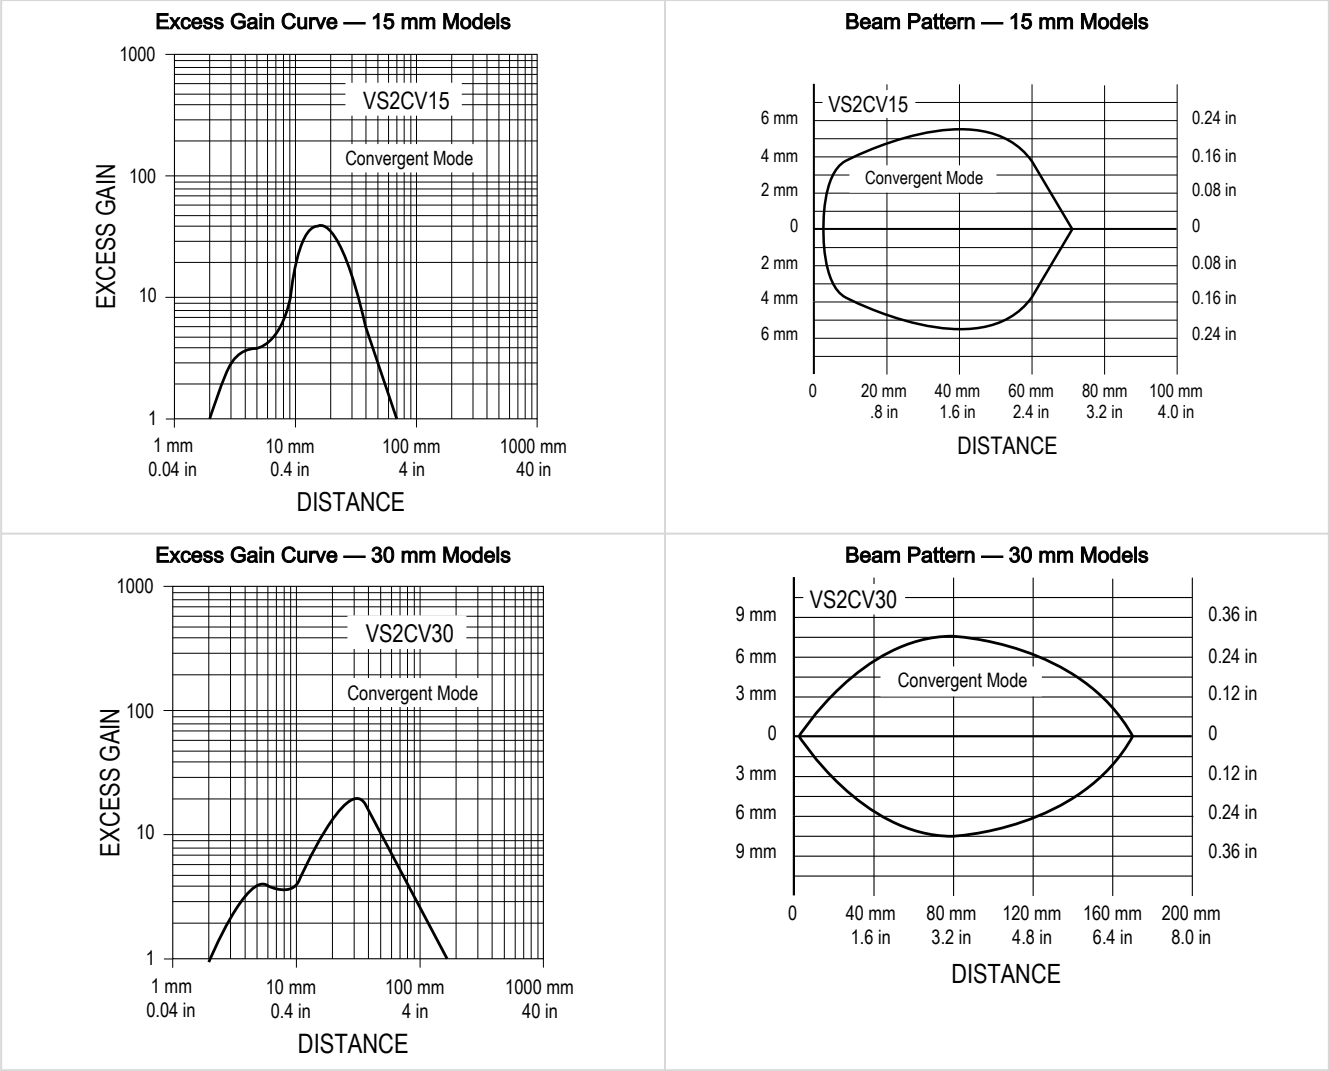 Excess Gain Curve — 15 mm Models
1000
100
10
1
EXCESS GAIN
VS2CV15
Convergent Mode
1 mm 10 mm 100 mm 1000 mm
0.04 in 0.4 in 4 in 40 in
DISTANCE
Beam Pattern — 15 mm Models
VS2CV15
6 mm 0.24 in
4 mm 0.16 in
Convergent Mode
2 mm 0.08 in
0 0
2 mm 0.08 in
4 mm 0.16 in
6 mm 0.24 in
0 20 mm 40 mm 60 mm 80 mm 100 mm
.8 in 1.6 in 2.4 in 3.2 in 4.0 in
DISTANCE
Excess Gain Curve — 30 mm Models
1000
100
10
1
EXCESS GAIN
VS2CV30
Convergent Mode
1 mm 10 mm 100 mm 1000 mm
0.04 in 0.4 in 4 in 40 in
DISTANCE
Beam Pattern — 30 mm Models
VS2CV30
9 mm 0.36 in
6 mm 0.24 in
Convergent Mode
3 mm 0.12 in
0 0
3 mm 0.12 in
6 mm 0.24 in
9 mm 0.36 in
0 40 mm 80 mm 120 mm 160 mm 200 mm
1.6 in 3.2 in 4.8 in 6.4 in 8.0 in
DISTANCE